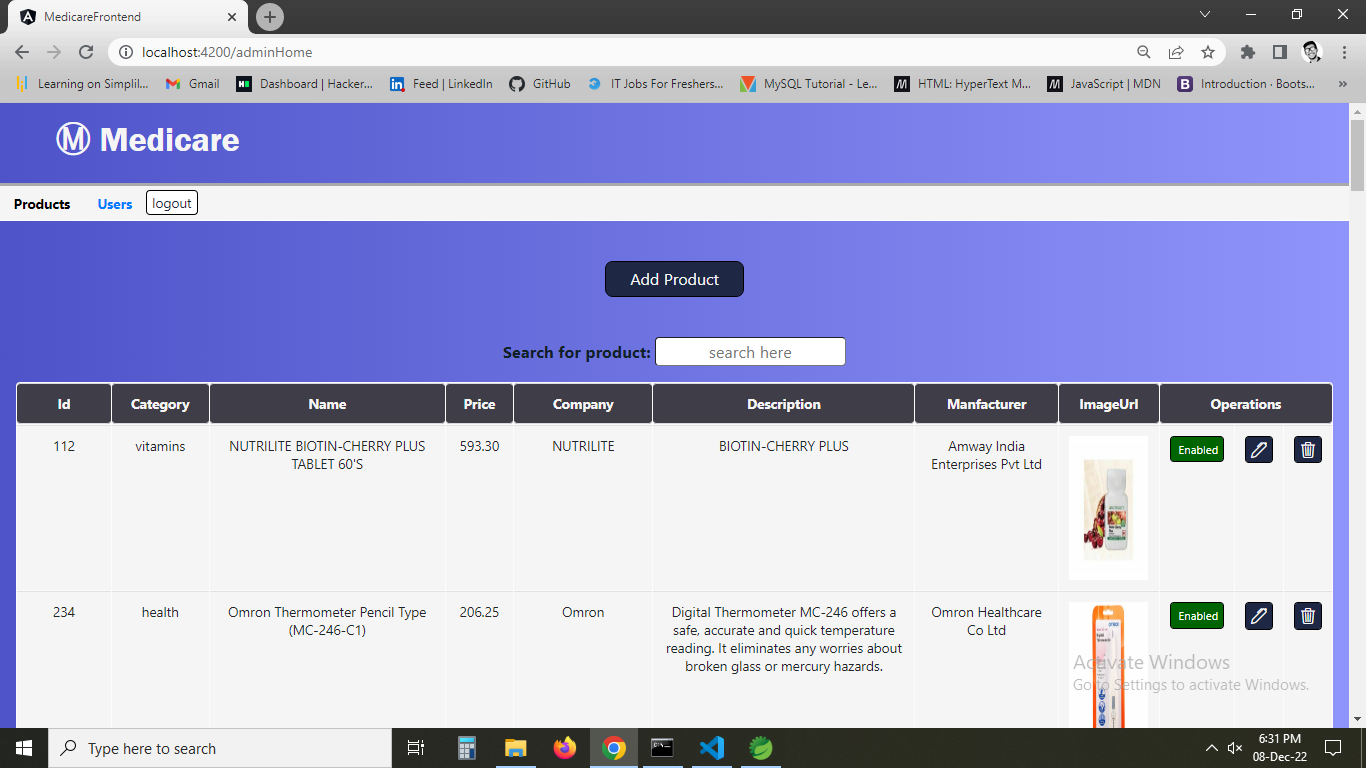 MedicareFrontend
localhost:4200/adminHome
Learning on Simplil... Gmail Dashboard | Hacker... Feed | LinkedIn GitHub IT Jobs For Freshers... MySQL Tutorial - Le... HTML: HyperText M... JavaScript | MDN Introduction · Boots... »
Ⓜ Medicare
Products Users logout
Add Product
Search for product: search here
Id Category Name Price Company Description Manfacturer ImageUrl Operations
112 vitamins NUTRILITE BIOTIN-CHERRY PLUS 593.30 NUTRILITE BIOTIN-CHERRY PLUS Amway India Enabled
TABLET 60'S Enterprises Pvt Ltd
234 health Omron Thermometer Pencil Type 206.25 Omron Digital Thermometer MC-246 offers a Omron Healthcare Enabled
(MC-246-C1) safe, accurate and quick temperature Co Ltd
reading. It eliminates any worries about
broken glass or mercury hazards.
Activate Windows
Go to Settings to activate Windows.
Type here to search
6:31 PM
08-Dec-22